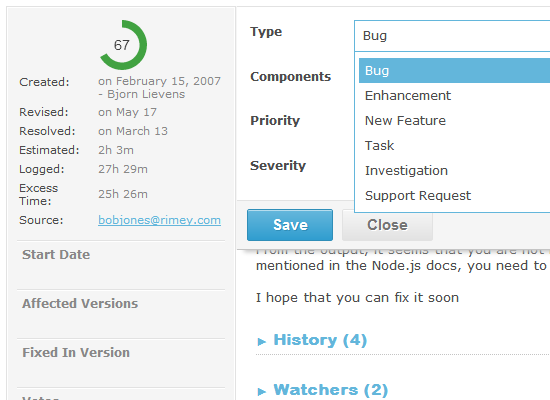 67
Created: on February 15, 2007
- Bjorn Lievens
Revised: on May 17
Resolved: on March 13
Estimated: 2h 3m
Logged: 27h 29m
Excess
Time: 25h 26m
Source: bobjones@rimev.com
Start Date
Affected Versions
Fixed In Version
Votes
Type
Bug
Components
Priority
Severity
Bug
Enhancement
New Feature
Task
Investigation
Support Request
Save Close
From the output, it seems that you are not
mentioned in the Node.js docs, you need to
I hope that you can fix it soon
► History (4)
► Watchers (2)